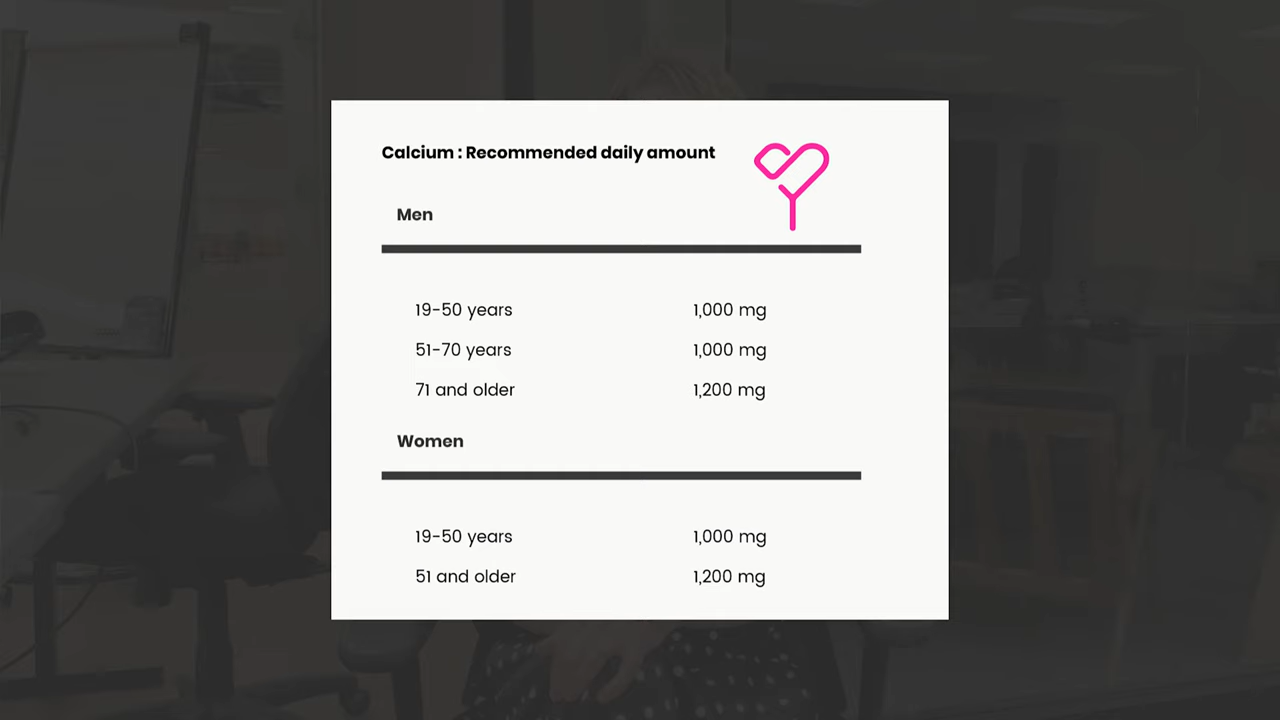 Calcium : Recommended daily amount
Men
19-50 years 1,000 mg
51-70 years 1,000 mg
71 and older 1,200 mg
Women
19-50 years 1,000 mg
51 and older 1,200 mg